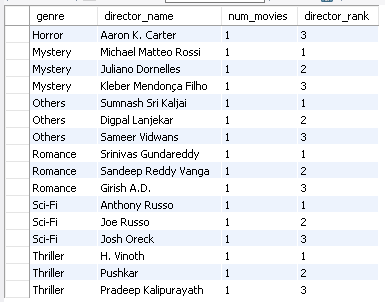 genre director_name num_movies director_rank
Horror Aaron K. Carter 1 3
Mystery Michael Matteo Rossi 1 1
Mystery Juliano Dornelles 1 2
Mystery Kleber Mendonça Filho 1 3
Others Sumnash Sri Kaljai 1 1
Others Digpal Lanjekar 1 2
Others Sameer Vidwans 1 3
Romance Srinivas Gundareddy 1 1
Romance Sandeep Reddy Vanga 1 2
Romance Girish A.D. 1 3
Sci-Fi Anthony Russo 1 1
Sci-Fi Joe Russo 1 2
Sci-Fi Josh Oreck 1 3
Thriller H. Vinoth 1 1
Thriller Pushkar 1 2
Thriller Pradeep Kalipurayath 1 3